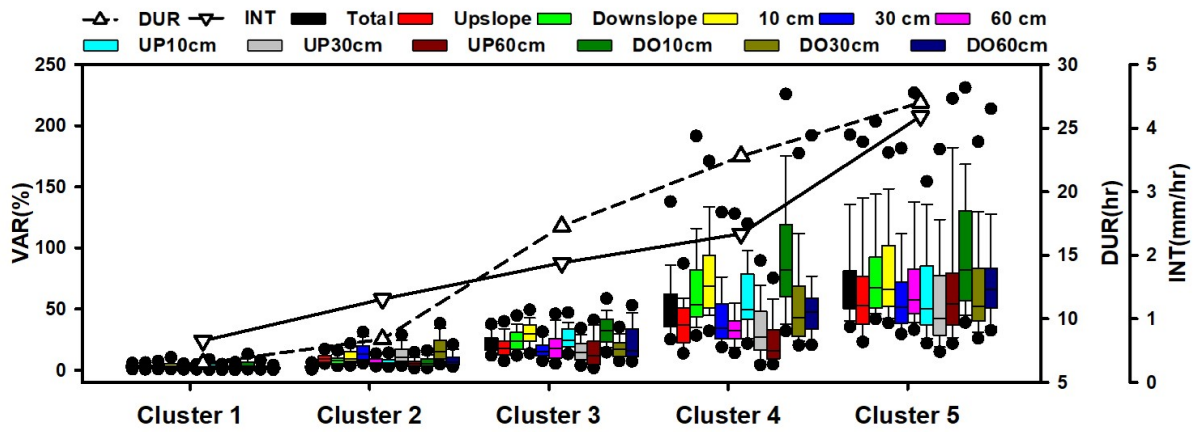 DUR INT Total Upslope Downslope 10 cm 30 cm 60 cm
UP10cm UP30cm UP60cm DO10cm DO30cm DO60cm
250 30 5
200 25 4
150 20 3
100 15 2
50 10 1
0 5 0
VAR(%)
DUR(hr)
INT(mm/hr)
Cluster 1 Cluster 2 Cluster 3 Cluster 4 Cluster 5